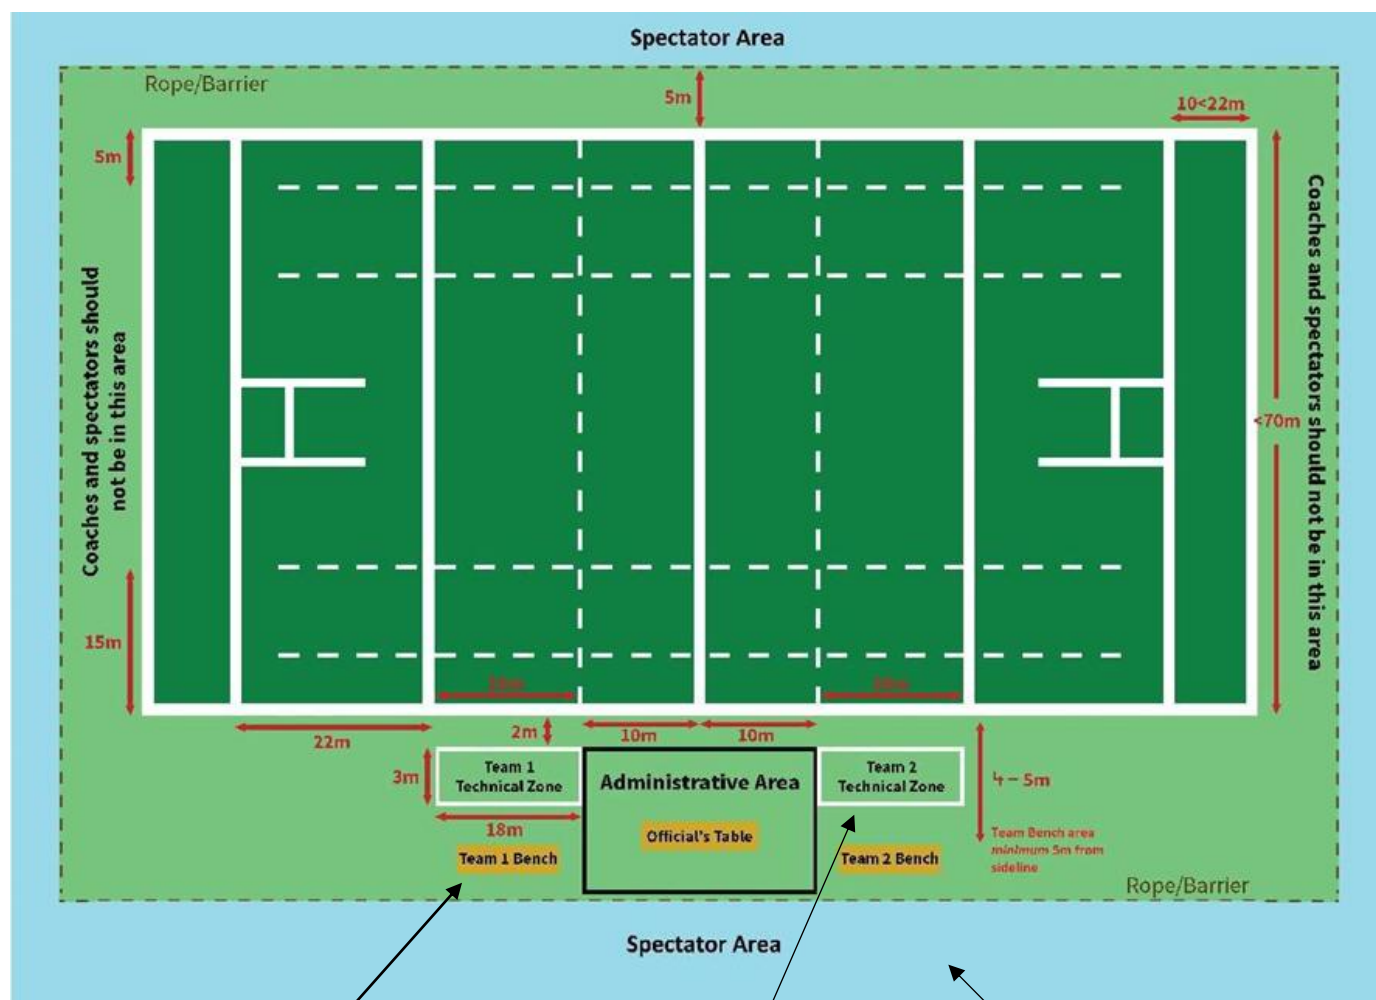 Spectator Area
Rope/Barrier
5m
10<22m
5m
Coaches and spectators should
not be in this area
Coaches and spectators should not be in this area
<70m
15m
22m
2m
10m
10m
3m
Team 1
Technical Zone
18m
Team 1 Bench
Administrative Area
Official's Table
Team 2
Technical Zone
Team 2 Bench
4 – 5m
Team Bench area
minimum 5m from
sideline
Rope/Barrier
Spectator Area